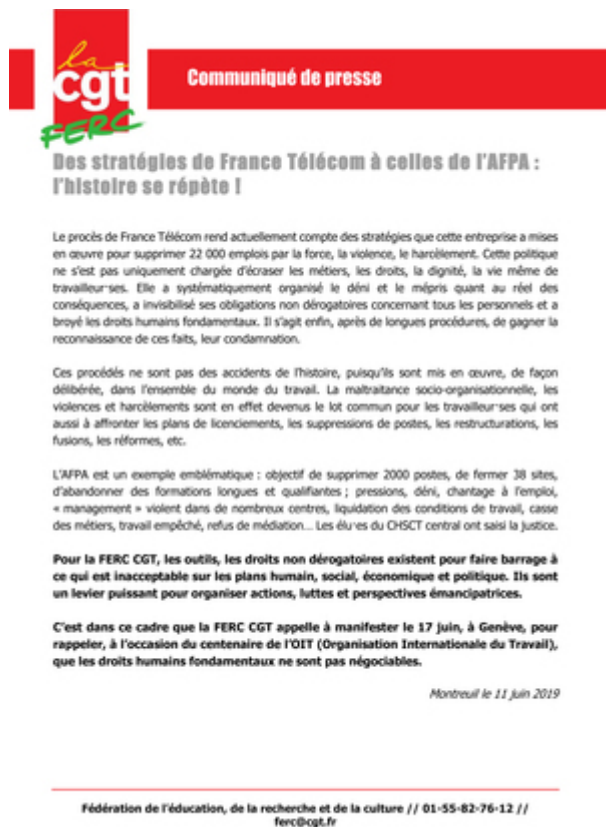 la
cgt
FERC
Communiqué de presse
Des stratégies de France Télécom à celles de l'AFPA :
l'histoire se répète !
Le procès de France Télécom rend actuellement compte des stratégies que cette entreprise a mises
en œuvre pour supprimer 22 000 emplois par la force, la violence, le harcèlement. Cette politique
ne s'est pas uniquement chargée d'écraser les métiers, les droits, la dignité, la vie même de
travailleur·ses. Elle a systématiquement organisé le déni et le mépris quant au réel des
conséquences, a invisibilisé ses obligations non dérogatoires concernant tous les personnels et a
broyé les droits humains fondamentaux. Il s'agit enfin, après de longues procédures, de gagner la
reconnaissance de ces faits, leur condamnation.
Ces procédés ne sont pas des accidents de l'histoire, puisqu'ils sont mis en œuvre, de façon
délibérée, dans l'ensemble du monde du travail. La maltraitance socio-organisationnelle, les
violences et harcèlements sont en effet devenus le lot commun pour les travailleur·ses qui ont
aussi à affronter les plans de licenciements, les suppressions de postes, les restructurations, les
fusions, les réformes, etc.
L'AFPA est un exemple emblématique : objectif de supprimer 2000 postes, de fermer 38 sites,
d'abandonner des formations longues et qualifiantes ; pressions, déni, chantage à l'emploi,
« management » violent dans de nombreux centres, liquidation des conditions de travail, casse
des métiers, travail empêché, refus de médiation... Les élu·es du CHSCT central ont saisi la justice.
Pour la FERC CGT, les outils, les droits non dérogatoires existent pour faire barrage à
ce qui est inacceptable sur les plans humain, social, économique et politique. Ils sont
un levier puissant pour organiser actions, luttes et perspectives émancipatrices.
C'est dans ce cadre que la FERC CGT appelle à manifester le 17 juin, à Genève, pour
rappeler, à l'occasion du centenaire de l'OIT (Organisation Internationale du Travail),
que les droits humains fondamentaux ne sont pas négociables.
Montreuil le 11 juin 2019
Fédération de l'éducation, de la recherche et de la culture // 01-55-82-76-12 //
ferc@cgt.fr